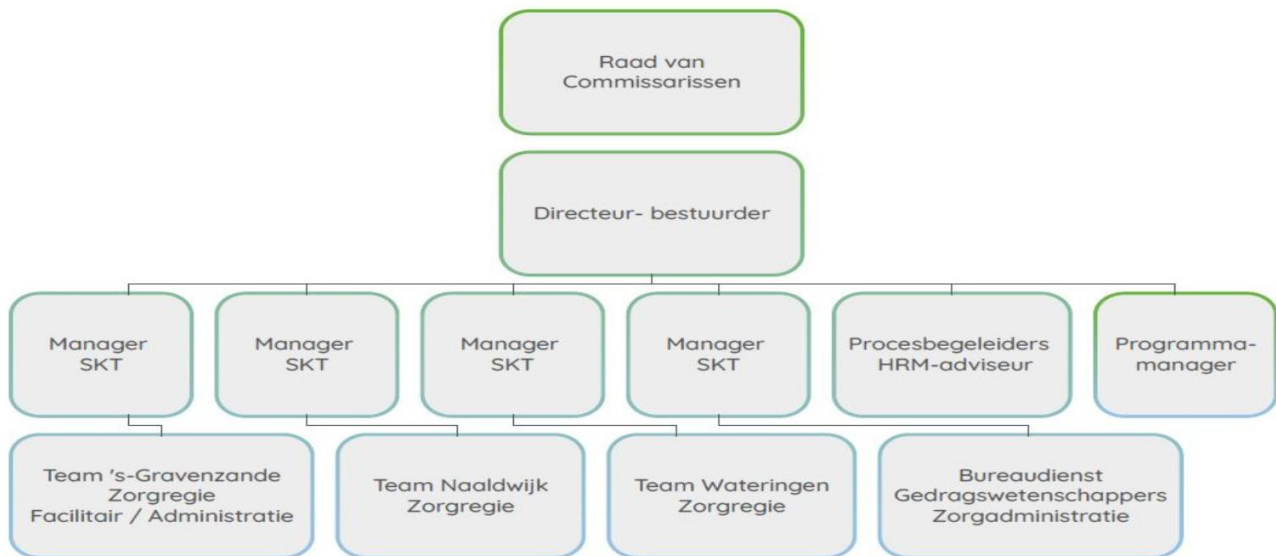 Raad van
Commissarissen
Directeur- bestuurder
Manager
SKT
Manager
SKT
Manager
SKT
Manager
SKT
Procesbegeleiders
HRM-adviseur
Programma-
manager
Team 's-Gravenzande
Zorgregie
Facilitair / Administratie
Team Naaldwijk
Zorgregie
Team Wateringen
Zorgregie
Bureaudienst
Gedragswetenschappers
Zorgadministratie